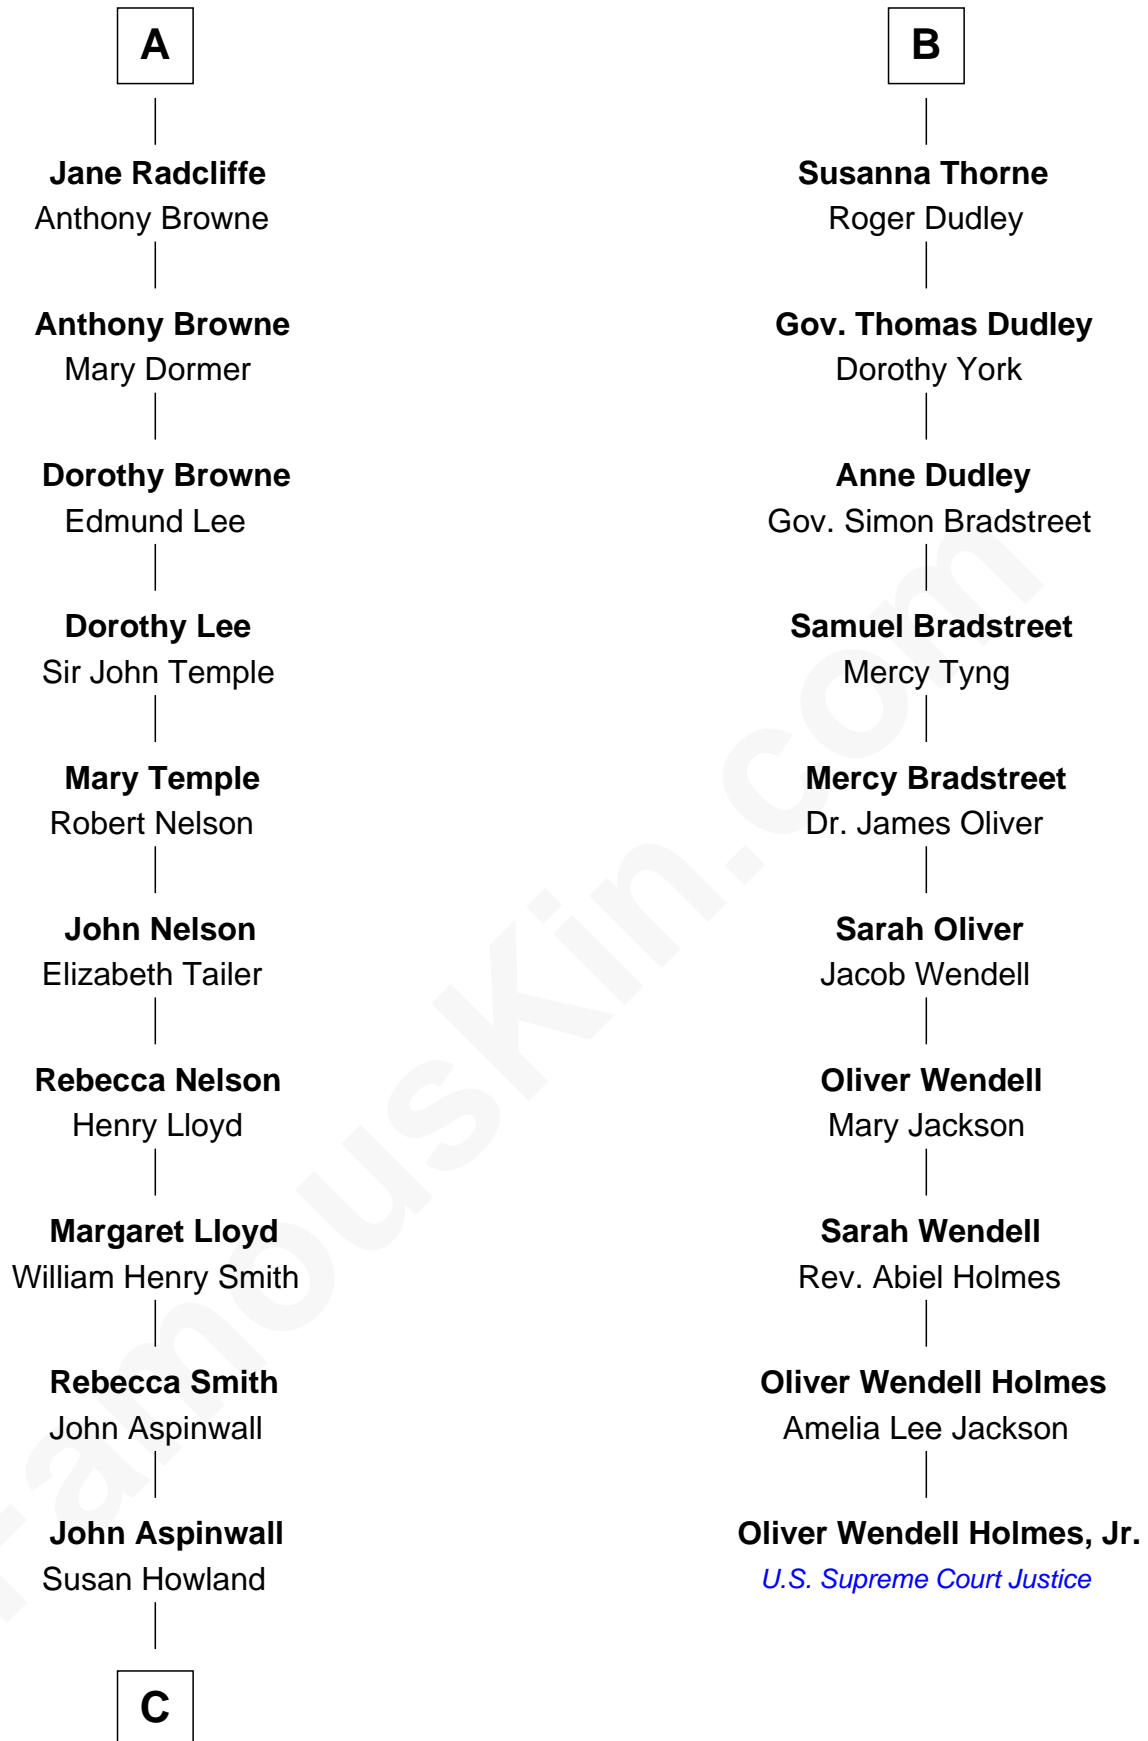 A
Jane Radcliffe
Anthony Browne
Anthony Browne
Mary Dormer
Dorothy Browne
Edmund Lee
Dorothy Lee
Sir John Temple
Mary Temple
Robert Nelson
John Nelson
Elizabeth Tailer
Rebecca Nelson
Henry Lloyd
Margaret Lloyd
William Henry Smith
Rebecca Smith
John Aspinwall
John Aspinwall
Susan Howland
C
B
Susanna Thorne
Roger Dudley
Gov. Thomas Dudley
Dorothy York
Anne Dudley
Gov. Simon Bradstreet
Samuel Bradstreet
Mercy Tyng
Mercy Bradstreet
Dr. James Oliver
Sarah Oliver
Jacob Wendell
Oliver Wendell
Mary Jackson
Sarah Wendell
Rev. Abiel Holmes
Oliver Wendell Holmes
Amelia Lee Jackson
Oliver Wendell Holmes, Jr.
U.S. Supreme Court Justice
FamousKin.com